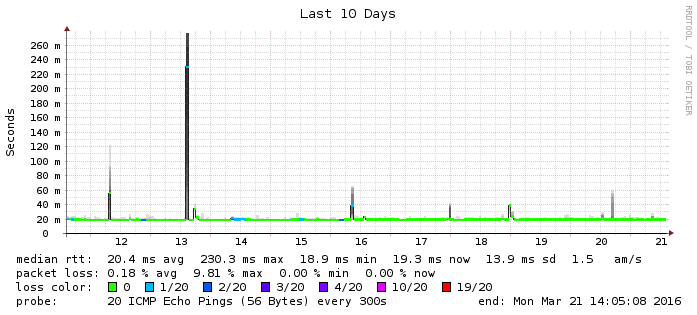 Last 10 Days
RRDTOOL / TOBI OETIKER
Seconds
260 m
240 m
220 m
200 m
180 m
160 m
140 m
120 m
100 m
80 m
60 m
40 m
20 m
0
12 13 14 15 16 17 18 19 20 21
median rtt: 20.4 ms avg 230.3 ms max 18.9 ms min 19.3 ms now 13.9 ms sd 1.5 am/s
packet loss: 0.18 % avg 9.81 % max 0.00 % min 0.00 % now
loss color: 0 1/20 2/20 3/20 4/20 10/20 19/20
probe: 20 ICMP Echo Pings (56 Bytes) every 300s end: Mon Mar 21 14:05:08 2016